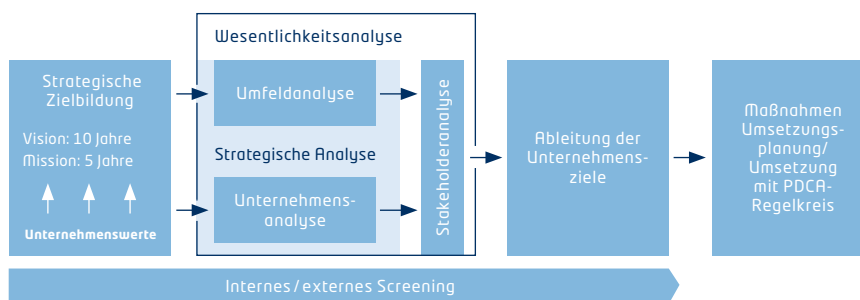 Wesentlichkeitsanalyse
Strategische
Zielbildung
Vision: 10 Jahre
Mission: 5 Jahre
Unternehmenswerte
Umfeldanalyse
Strategische Analyse
Unternehmens-
analyse
Stakeholderanalyse
Ableitung der
Unternehmens-
ziele
Maßnahmen
Umsetzungs-
planung/
Umsetzung
mit PDCA-
Regelkreis
Internes/externes Screening